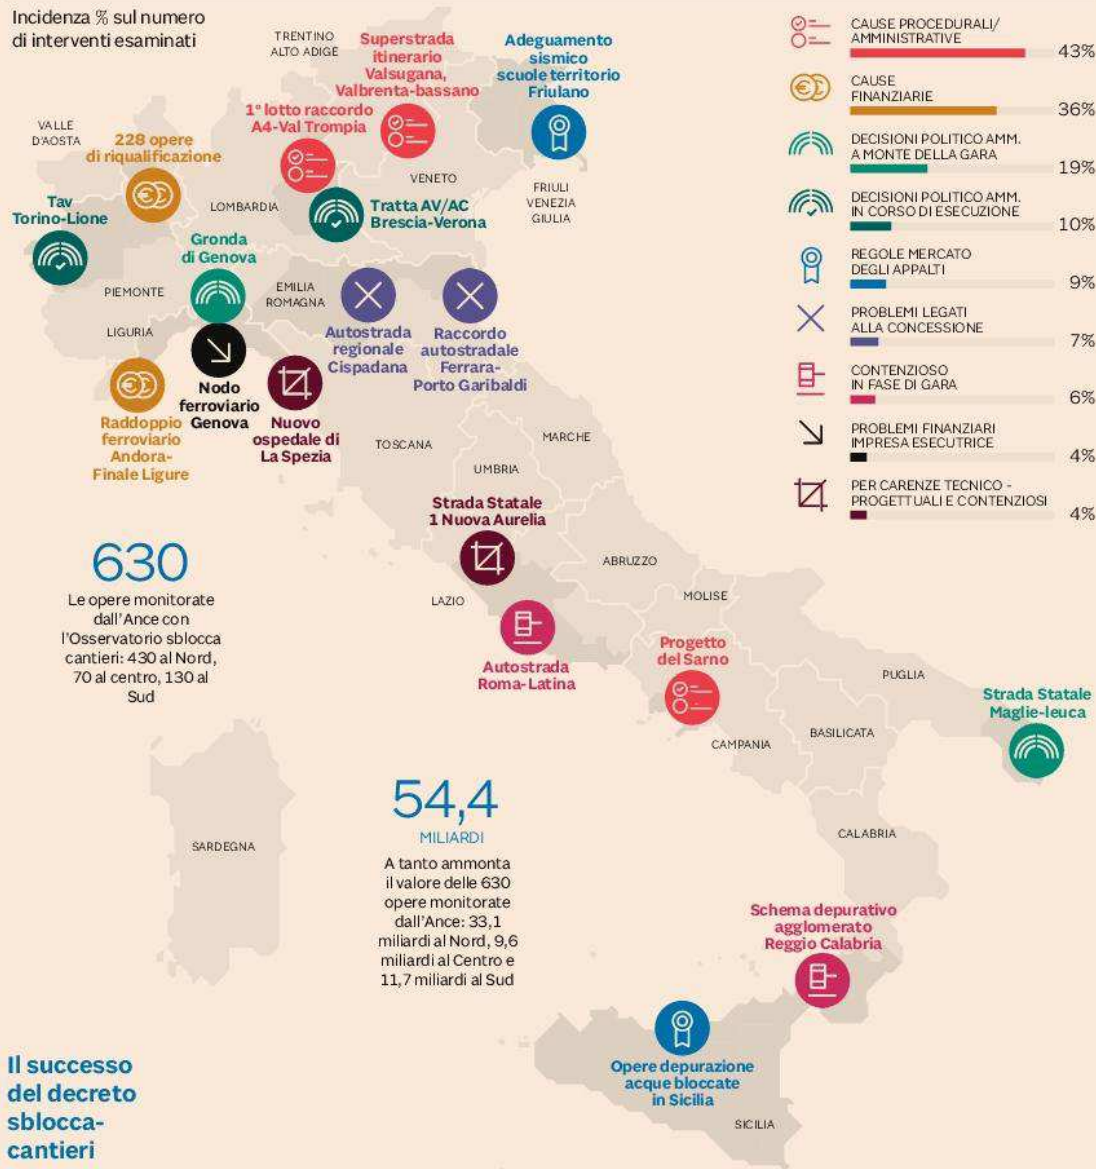 Incidenza % sul numero
di interventi esaminati
TRENTINO
ALTO ADIGE
Superstrada
itinerario
Valsugana,
Valbrenta-bassano
Adeguamento
sismico
scuole territorio
Friulano
1° lotto raccordo
A4-Val Trompia
VALLE
D'AOSTA
228 opere
di riqualificazione
VENETO
FRIULI
VENEZIA
GIULIA
Tav
Torino-Lione
LOMBARDIA
Tratta AV/AC
Brescia-Verona
Gronda
di Genova
PIEMONTE
EMILIA
ROMAGNA
LIGURIA
Autostrada
regionale
Cispadana
Raccordo
autostradale
Ferrara-
Porto Garibaldi
Nodo
ferroviario
Genova
Raddoppio
ferroviario
Andora-
Finale Ligure
Nuovo
ospedale di
La Spezia
TOSCANA
MARCHE
UMBRIA
Strada Statale
1 Nuova Aurelia
ABRUZZO
LAZIO
MOLISE
Autostrada
Roma-Latina
Progetto
del Sarno
PUGLIA
Strada Statale
Maglie-leuca
CAMPANIA
BASILICATA
CALABRIA
SARDEGNA
Schema depurativo
agglomerato
Reggio Calabria
Opere depurazione
acque bloccate
in Sicilia
SICILIA
CAUSE PROCEDURALI/
AMMINISTRATIVE
43%
CAUSE
FINANZIARIE
36%
DECISIONI POLITICO AMM.
A MONTE DELLA GARA
19%
DECISIONI POLITICO AMM.
IN CORSO DI ESECUZIONE
10%
REGOLE MERCATO
DEGLI APPALTI
9%
PROBLEMI LEGATI
ALLA CONCESSIONE
7%
CONTENZIOSO
IN FASE DI GARA
6%
PROBLEMI FINANZIARI
IMPRESA ESECUTRICE
4%
PER CARENZE TECNICO -
PROGETTUALI E CONTENZIOSI
4%
630
Le opere monitorate
dall'Ance con
l'Osservatorio sblocca
cantieri: 430 al Nord,
70 al centro, 130 al
Sud
54,4
MILIARDI
A tanto ammonta
il valore delle 630
opere monitorate
dall'Ance: 33,1
miliardi al Nord, 9,6
miliardi al Centro e
11,7 miliardi al Sud
Il successo
del decreto
sblocca-
cantieri